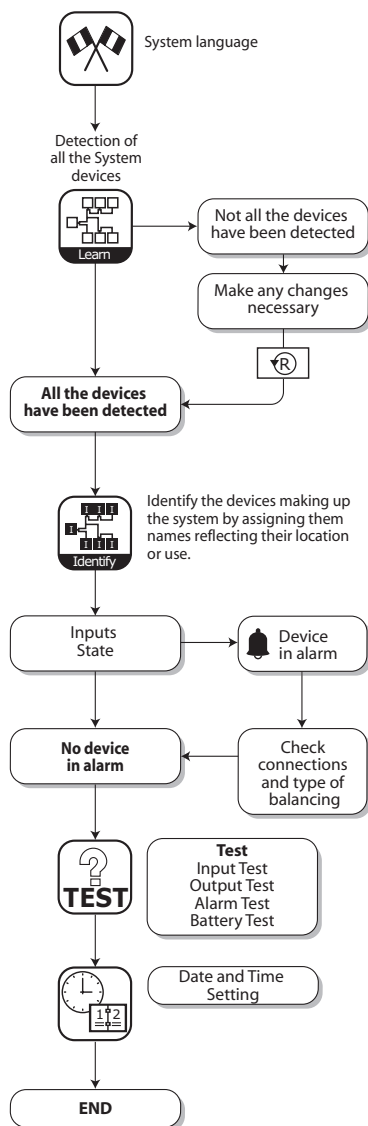 System language
Detection of
all the System
devices
Learn
Not all the devices
have been detected
Make any changes
necessary
R
All the devices
have been detected
I I I
I
I I I
Identify
Identify the devices making up
the system by assigning them
names reflecting their location
or use.
Inputs
State
Device
in alarm
No device
in alarm
Check
connections
and type of
balancing
?
TEST
Test
Input Test
Output Test
Alarm Test
Battery Test
1 2
Date and Time
Setting
END